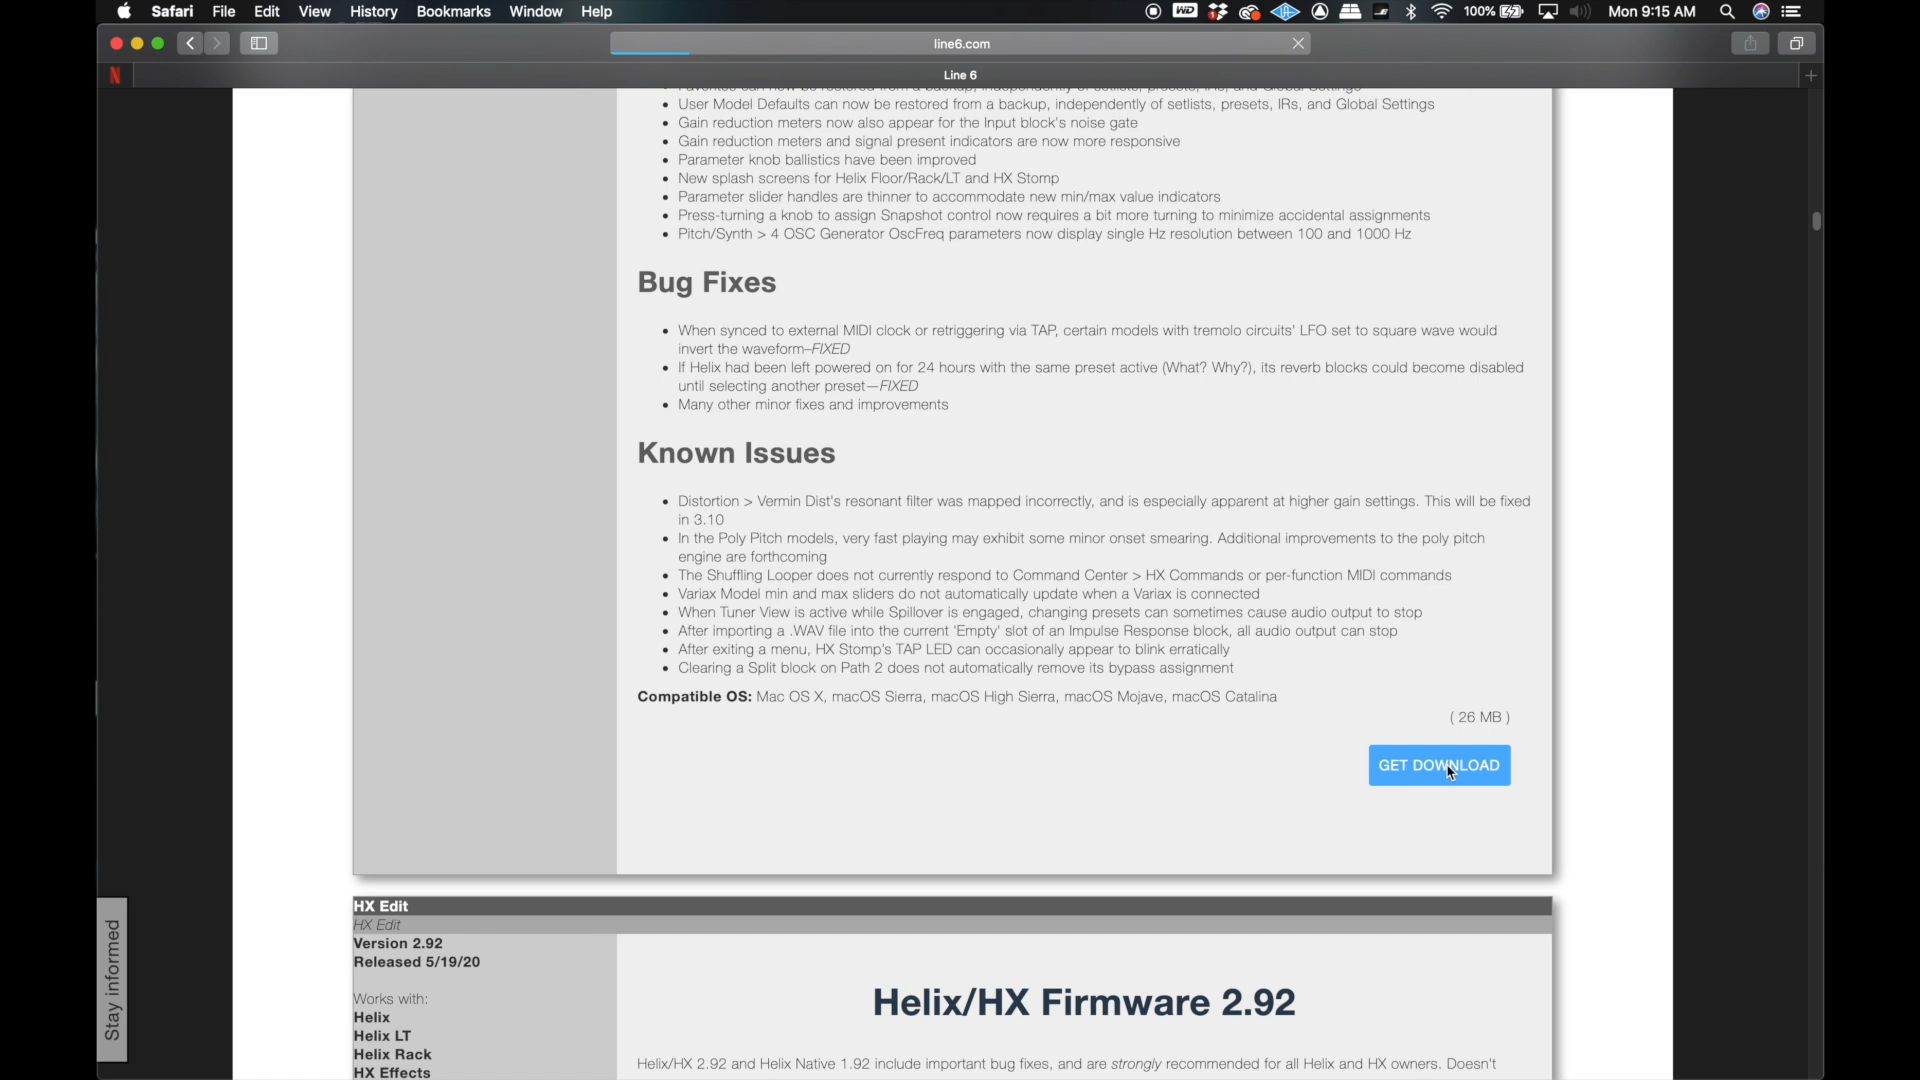 Safari File Edit View History Bookmarks Window Help
100% Mon 9:15 AM
line6.com
Line 6
User Model Defaults can now be restored from a backup, independently of setlists, presets, IRs, and Global Settings
Gain reduction meters now also appear for the Input block's noise gate
Gain reduction meters and signal present indicators are now more responsive
Parameter knob ballistics have been improved
New splash screens for Helix Floor/Rack/LT and HX Stomp
Parameter slider handles are thinner to accommodate new min/max value indicators
Press-turning a knob to assign Snapshot control now requires a bit more turning to minimize accidental assignments
Pitch/Synth > 4 OSC Generator OscFreq parameters now display single Hz resolution between 100 and 1000 Hz
Bug Fixes
When synced to external MIDI clock or retriggering via TAP, certain models with tremolo circuits' LFO set to square wave would
invert the waveform–FIXED
If Helix had been left powered on for 24 hours with the same preset active (What? Why?), its reverb blocks could become disabled
until selecting another preset—FIXED
Many other minor fixes and improvements
Known Issues
Distortion > Vermin Dist's resonant filter was mapped incorrectly, and is especially apparent at higher gain settings. This will be fixed
in 3.10
In the Poly Pitch models, very fast playing may exhibit some minor onset smearing. Additional improvements to the poly pitch
engine are forthcoming
The Shuffling Looper does not currently respond to Command Center > HX Commands or per-function MIDI commands
Variax Model min and max sliders do not automatically update when a Variax is connected
When Tuner View is active while Spillover is engaged, changing presets can sometimes cause audio output to stop
After importing a .WAV file into the current 'Empty' slot of an Impulse Response block, all audio output can stop
After exiting a menu, HX Stomp's TAP LED can occasionally appear to blink erratically
Clearing a Split block on Path 2 does not automatically remove its bypass assignment
Compatible OS: Mac OS X, macOS Sierra, macOS High Sierra, macOS Mojave, macOS Catalina
( 26 MB )
GET DOWNLOAD
Stay informed
HX Edit
HX Edit
Version 2.92
Released 5/19/20
Works with:
Helix
Helix LT
Helix Rack
HX Effects
Helix/HX Firmware 2.92
Helix/HX 2.92 and Helix Native 1.92 include important bug fixes, and are strongly recommended for all Helix and HX owners. Doesn't